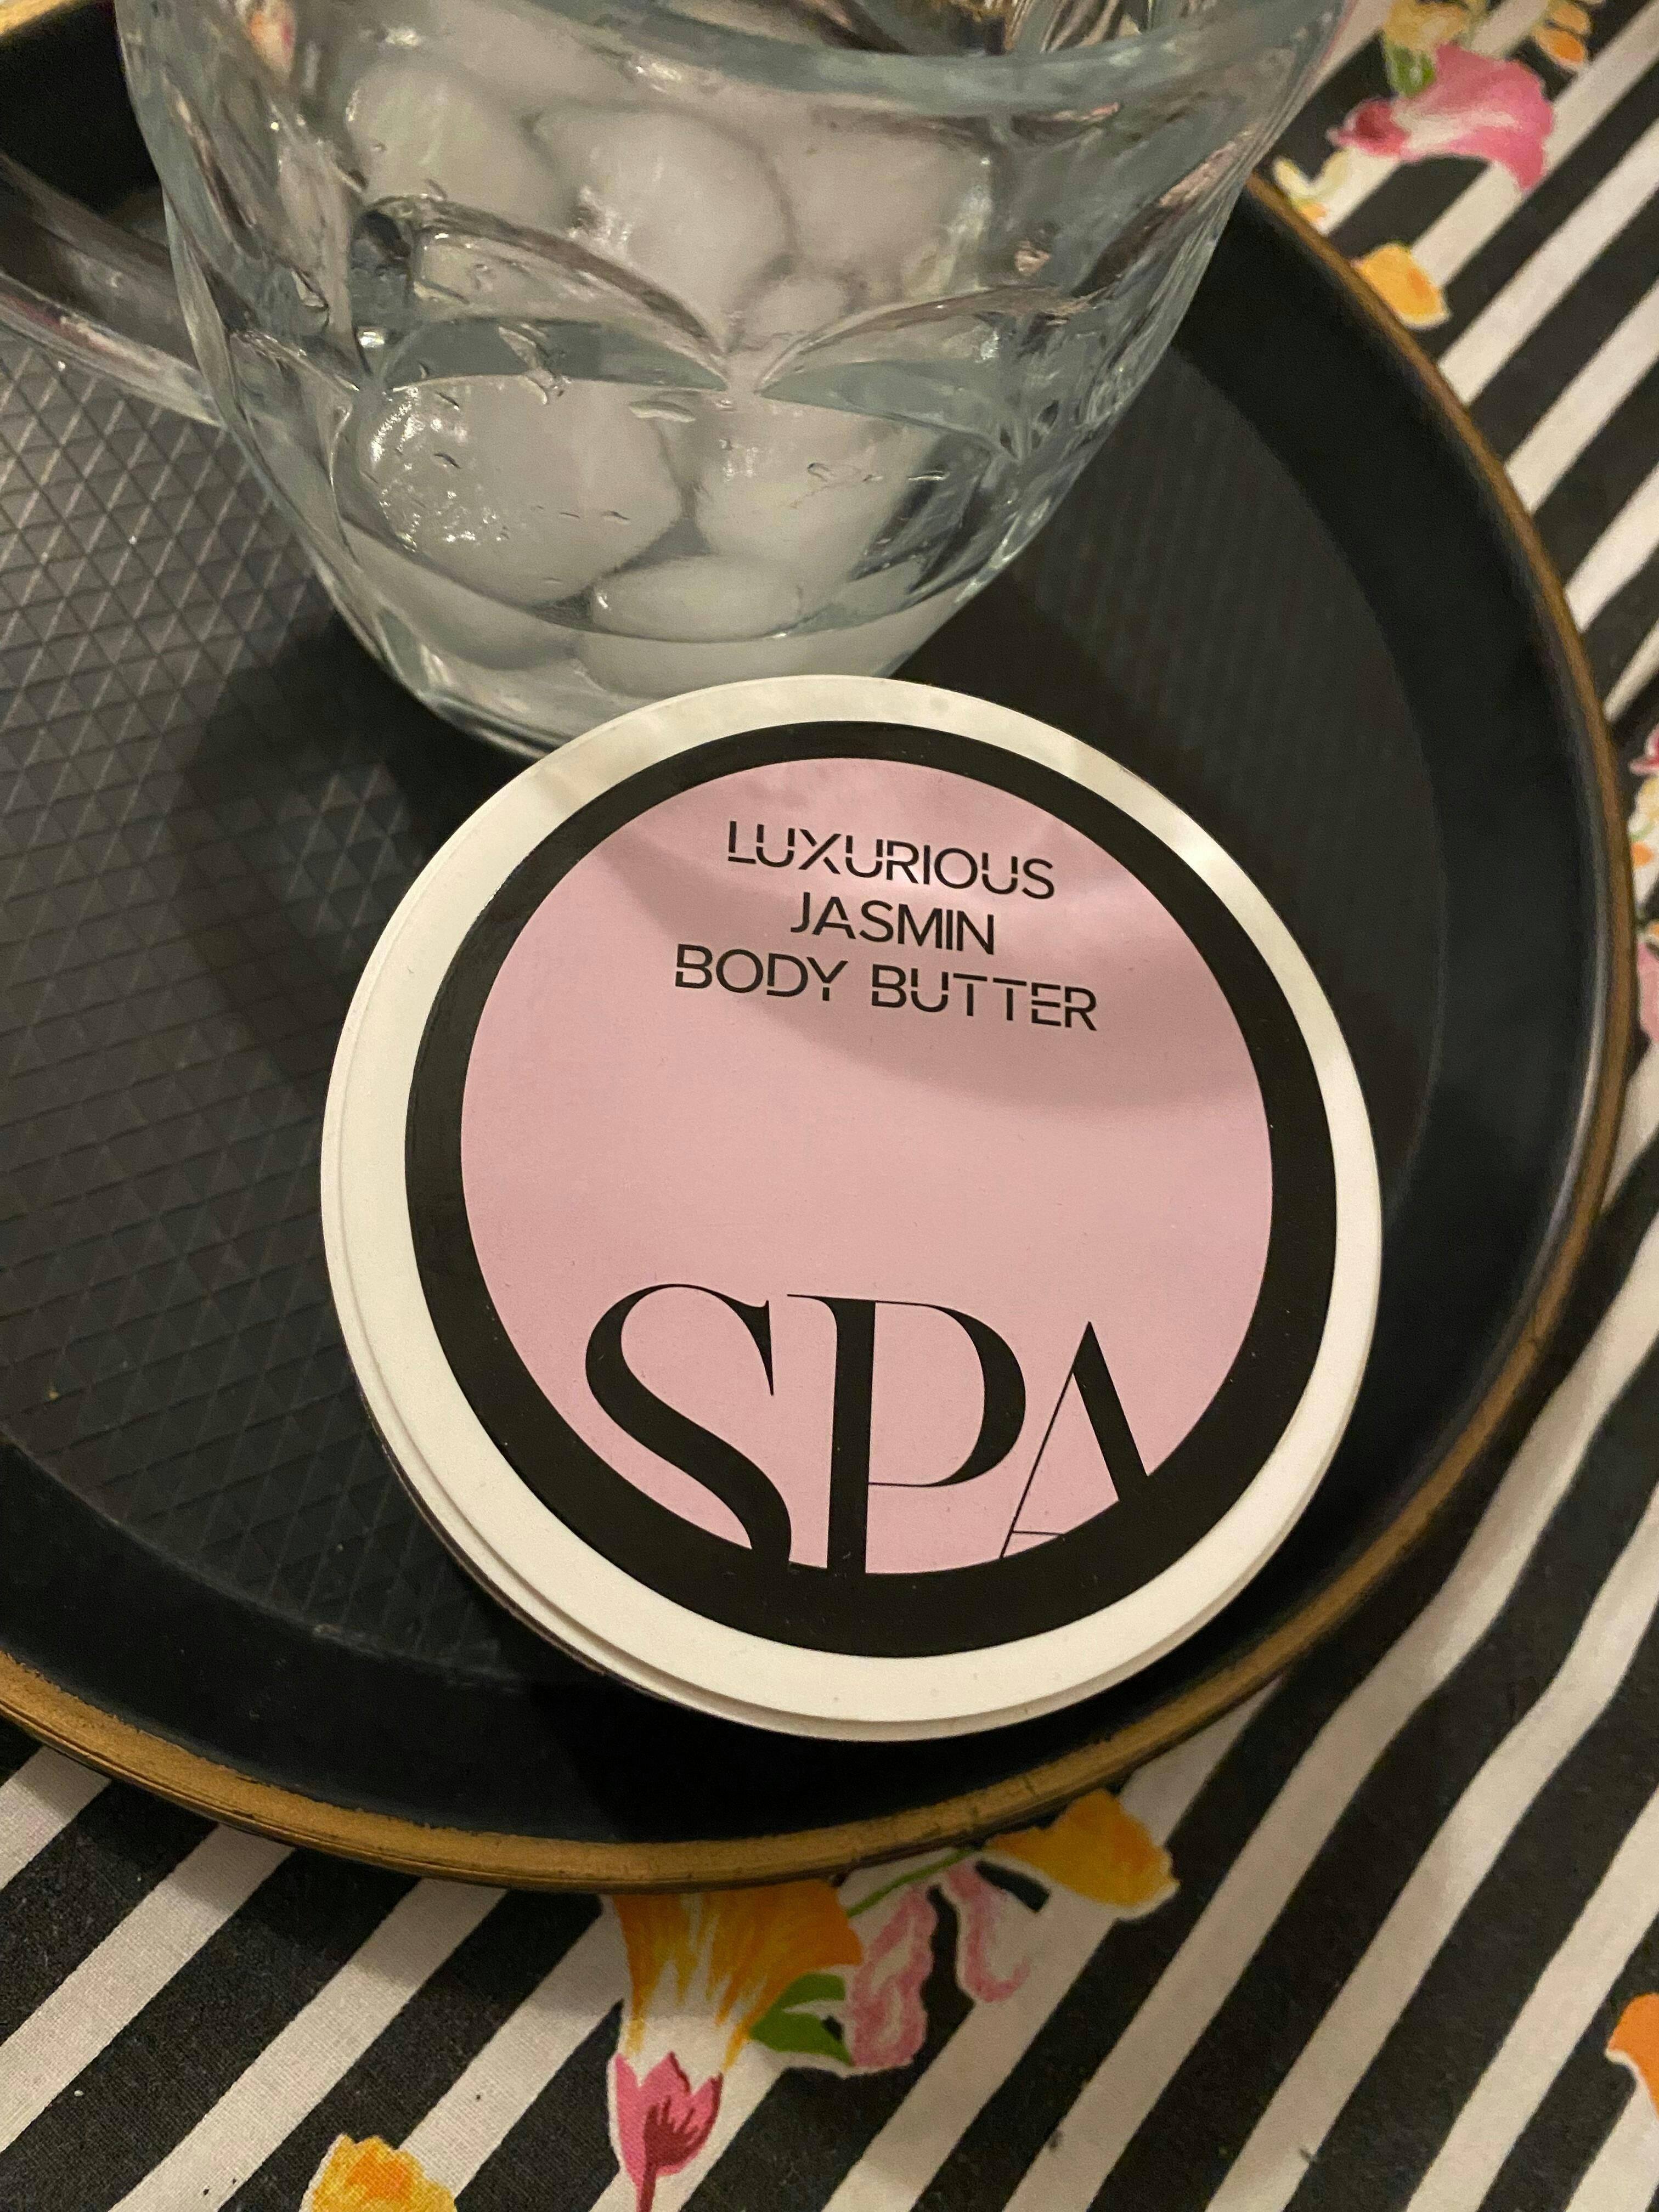 LUXURIOUS
JASMIN
BODY BUTTER
SPA